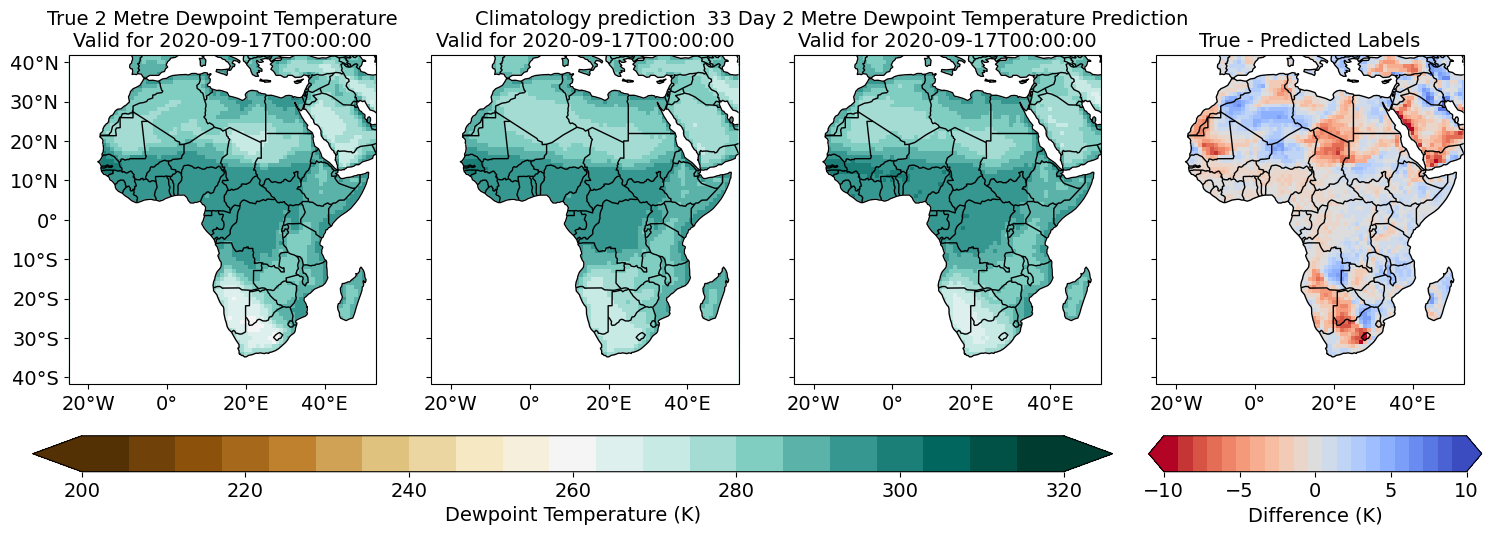 True 2 Metre Dewpoint Temperature
Valid for 2020-09-17T00:00:00
Climatology prediction  33 Day 2 Metre Dewpoint Temperature Prediction
Valid for 2020-09-17T00:00:00
Valid for 2020-09-17T00:00:00
True - Predicted Labels
40°N
30°N
20°N
10°N
0°
10°S
20°S
30°S
40°S
20°W 0° 20°E 40°E
20°W 0° 20°E 40°E
20°W 0° 20°E 40°E
20°W 0° 20°E 40°E
200 220 240 260 280 300 320
Dewpoint Temperature (K)
−10 −5 0 5 10
Difference (K)